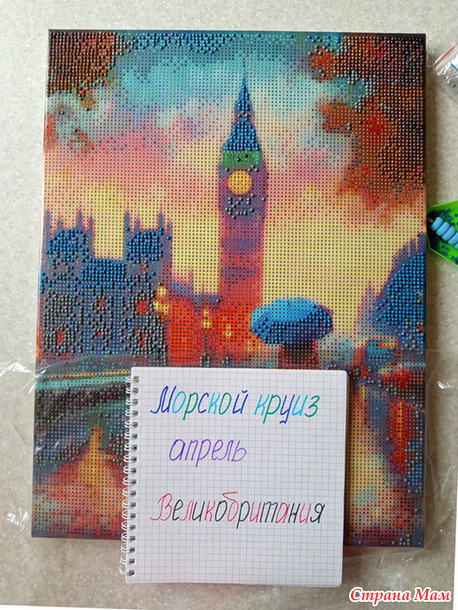 Морской круиз
апрель
Великобритания
Страна Мам